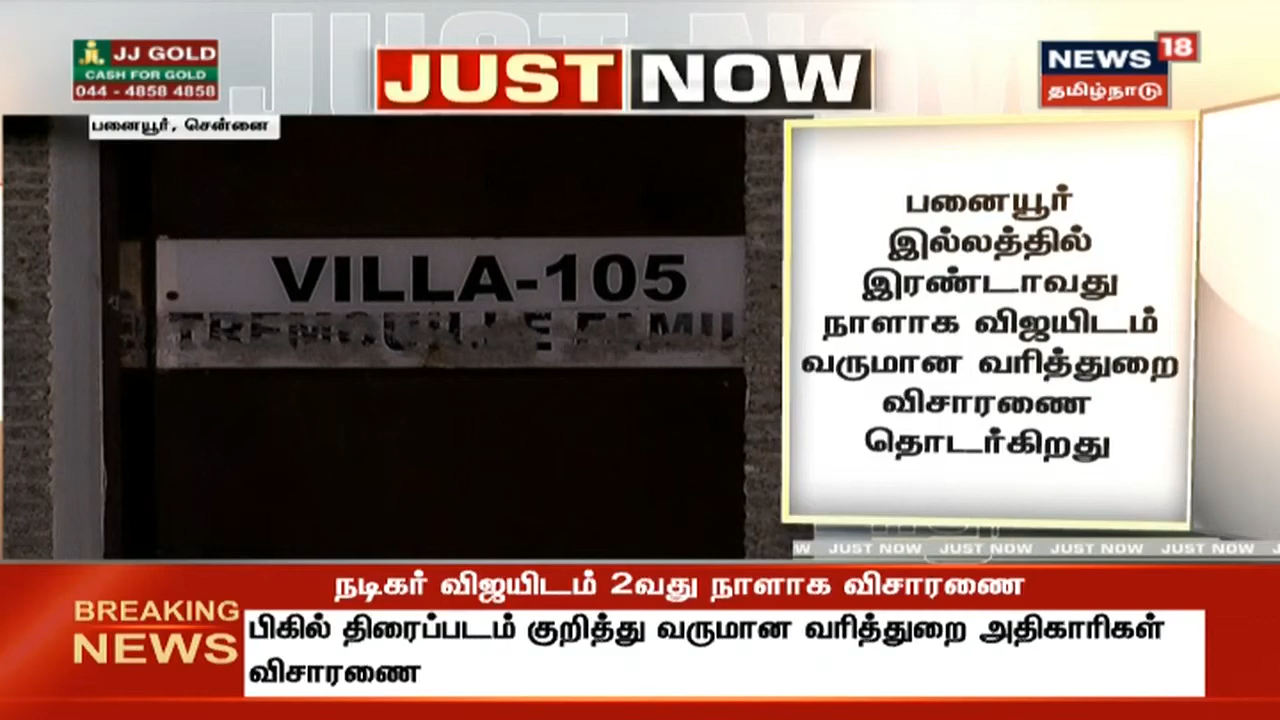 JJ GOLD
CASH FOR GOLD
044 - 4858 4858
JUST NOW
NEWS 18
தமிழ்நாடு
பனையூர், சென்னை
VILLA-105
பனையூர்
இல்லத்தில்
இரண்டாவது
நாளாக விஜயிடம்
வருமான வரித்துறை
விசாரணை
தொடர்கிறது
JUST NOW JUST NOW JUST NOW JUST NOW
நடிகர் விஜயிடம் 2வது நாளாக விசாரணை
BREAKING
NEWS
பிகில் திரைப்படம் குறித்து வருமான வரித்துறை அதிகாரிகள்
விசாரணை